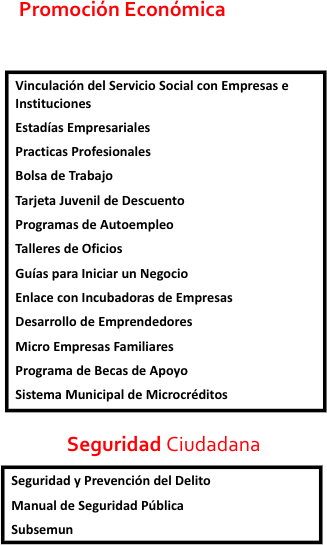 Promoción Económica
Vinculación del Servicio Social con Empresas e
Instituciones
Estadías Empresariales
Practicas Profesionales
Bolsa de Trabajo
Tarjeta Juvenil de Descuento
Programas de Autoempleo
Talleres de Oficios
Guías para Iniciar un Negocio
Enlace con Incubadoras de Empresas
Desarrollo de Emprendedores
Micro Empresas Familiares
Programa de Becas de Apoyo
Sistema Municipal de Microcréditos
Seguridad Ciudadana
Seguridad y Prevención del Delito
Manual de Seguridad Pública
Subsemun